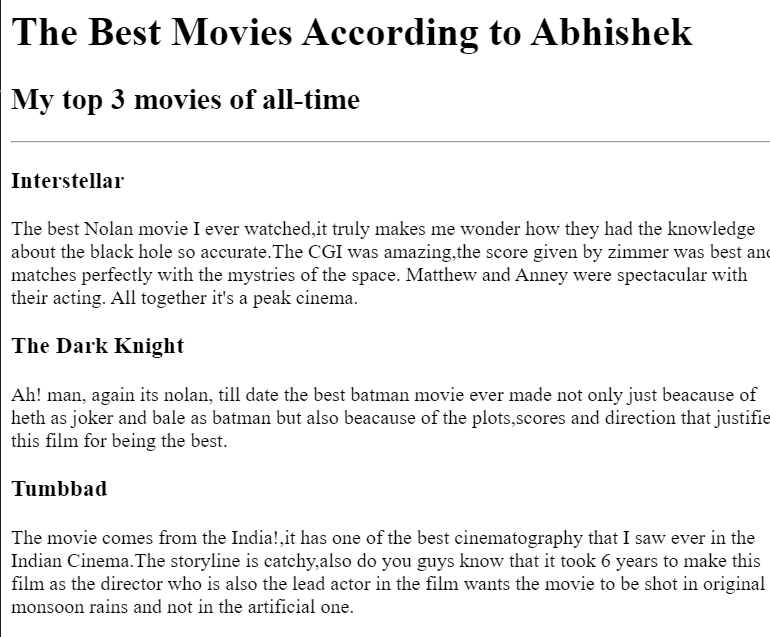 The Best Movies According to Abhishek
My top 3 movies of all-time
Interstellar
The best Nolan movie I ever watched,it truly makes me wonder how they had the knowledge
about the black hole so accurate.The CGI was amazing,the score given by zimmer was best and
matches perfectly with the mystries of the space. Matthew and Anney were spectacular with
their acting. All together it's a peak cinema.
The Dark Knight
Ah! man, again its nolan, till date the best batman movie ever made not only just beacause of
heth as joker and bale as batman but also beacause of the plots,scores and direction that justifie
this film for being the best.
Tumbbad
The movie comes from the India!,it has one of the best cinematography that I saw ever in the
Indian Cinema.The storyline is catchy,also do you guys know that it took 6 years to make this
film as the director who is also the lead actor in the film wants the movie to be shot in original
monsoon rains and not in the artificial one.